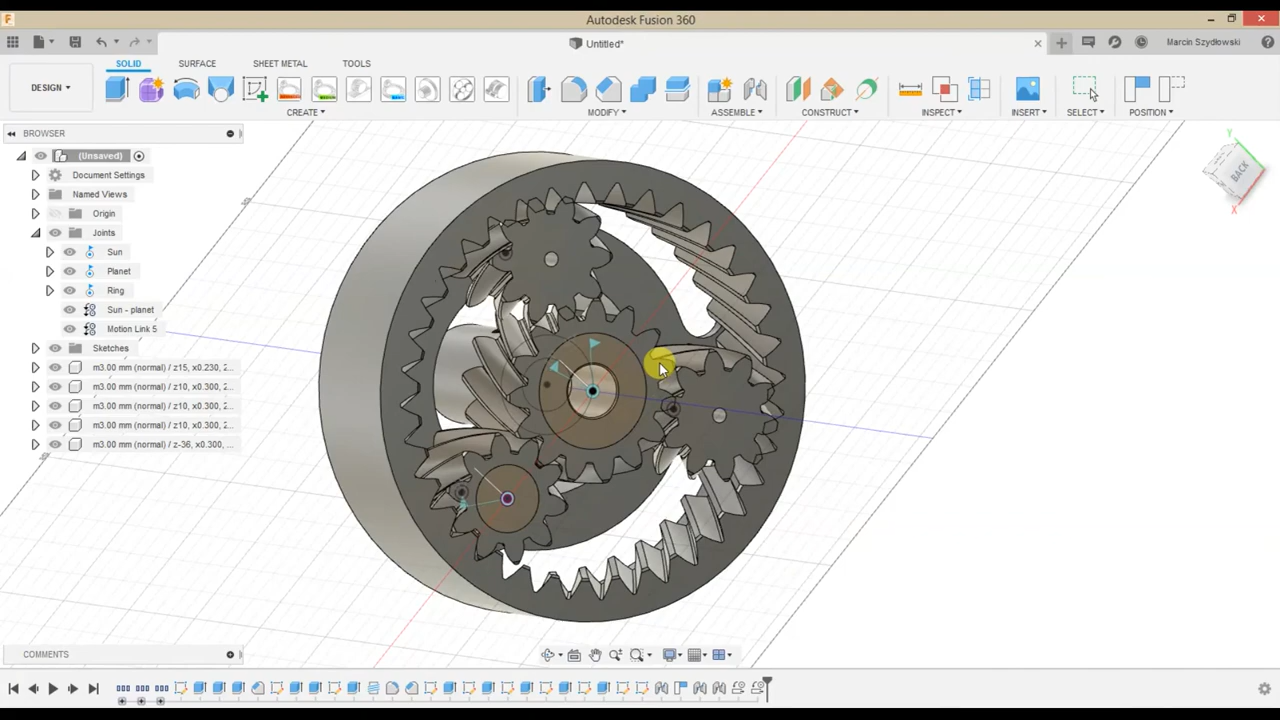 Autodesk Fusion 360
Untitled*
Marcin Szydłowski
SOLID SURFACE SHEET METAL TOOLS
DESIGN
CREATE MODIFY ASSEMBLE CONSTRUCT INSPECT INSERT SELECT POSITION
BROWSER
(Unsaved)
Document Settings
Named Views
Origin
Joints
Sun
Planet
Ring
Sun - planet
Motion Link 5
Sketches
m3.00 mm (normal) / z15, x0.230, 2...
m3.00 mm (normal) / z10, x0.300, 2...
m3.00 mm (normal) / z10, x0.300, 2...
m3.00 mm (normal) / z10, x0.300, 2...
m3.00 mm (normal) / z-36, x0.300, ...
Y
BACK
X
COMMENTS